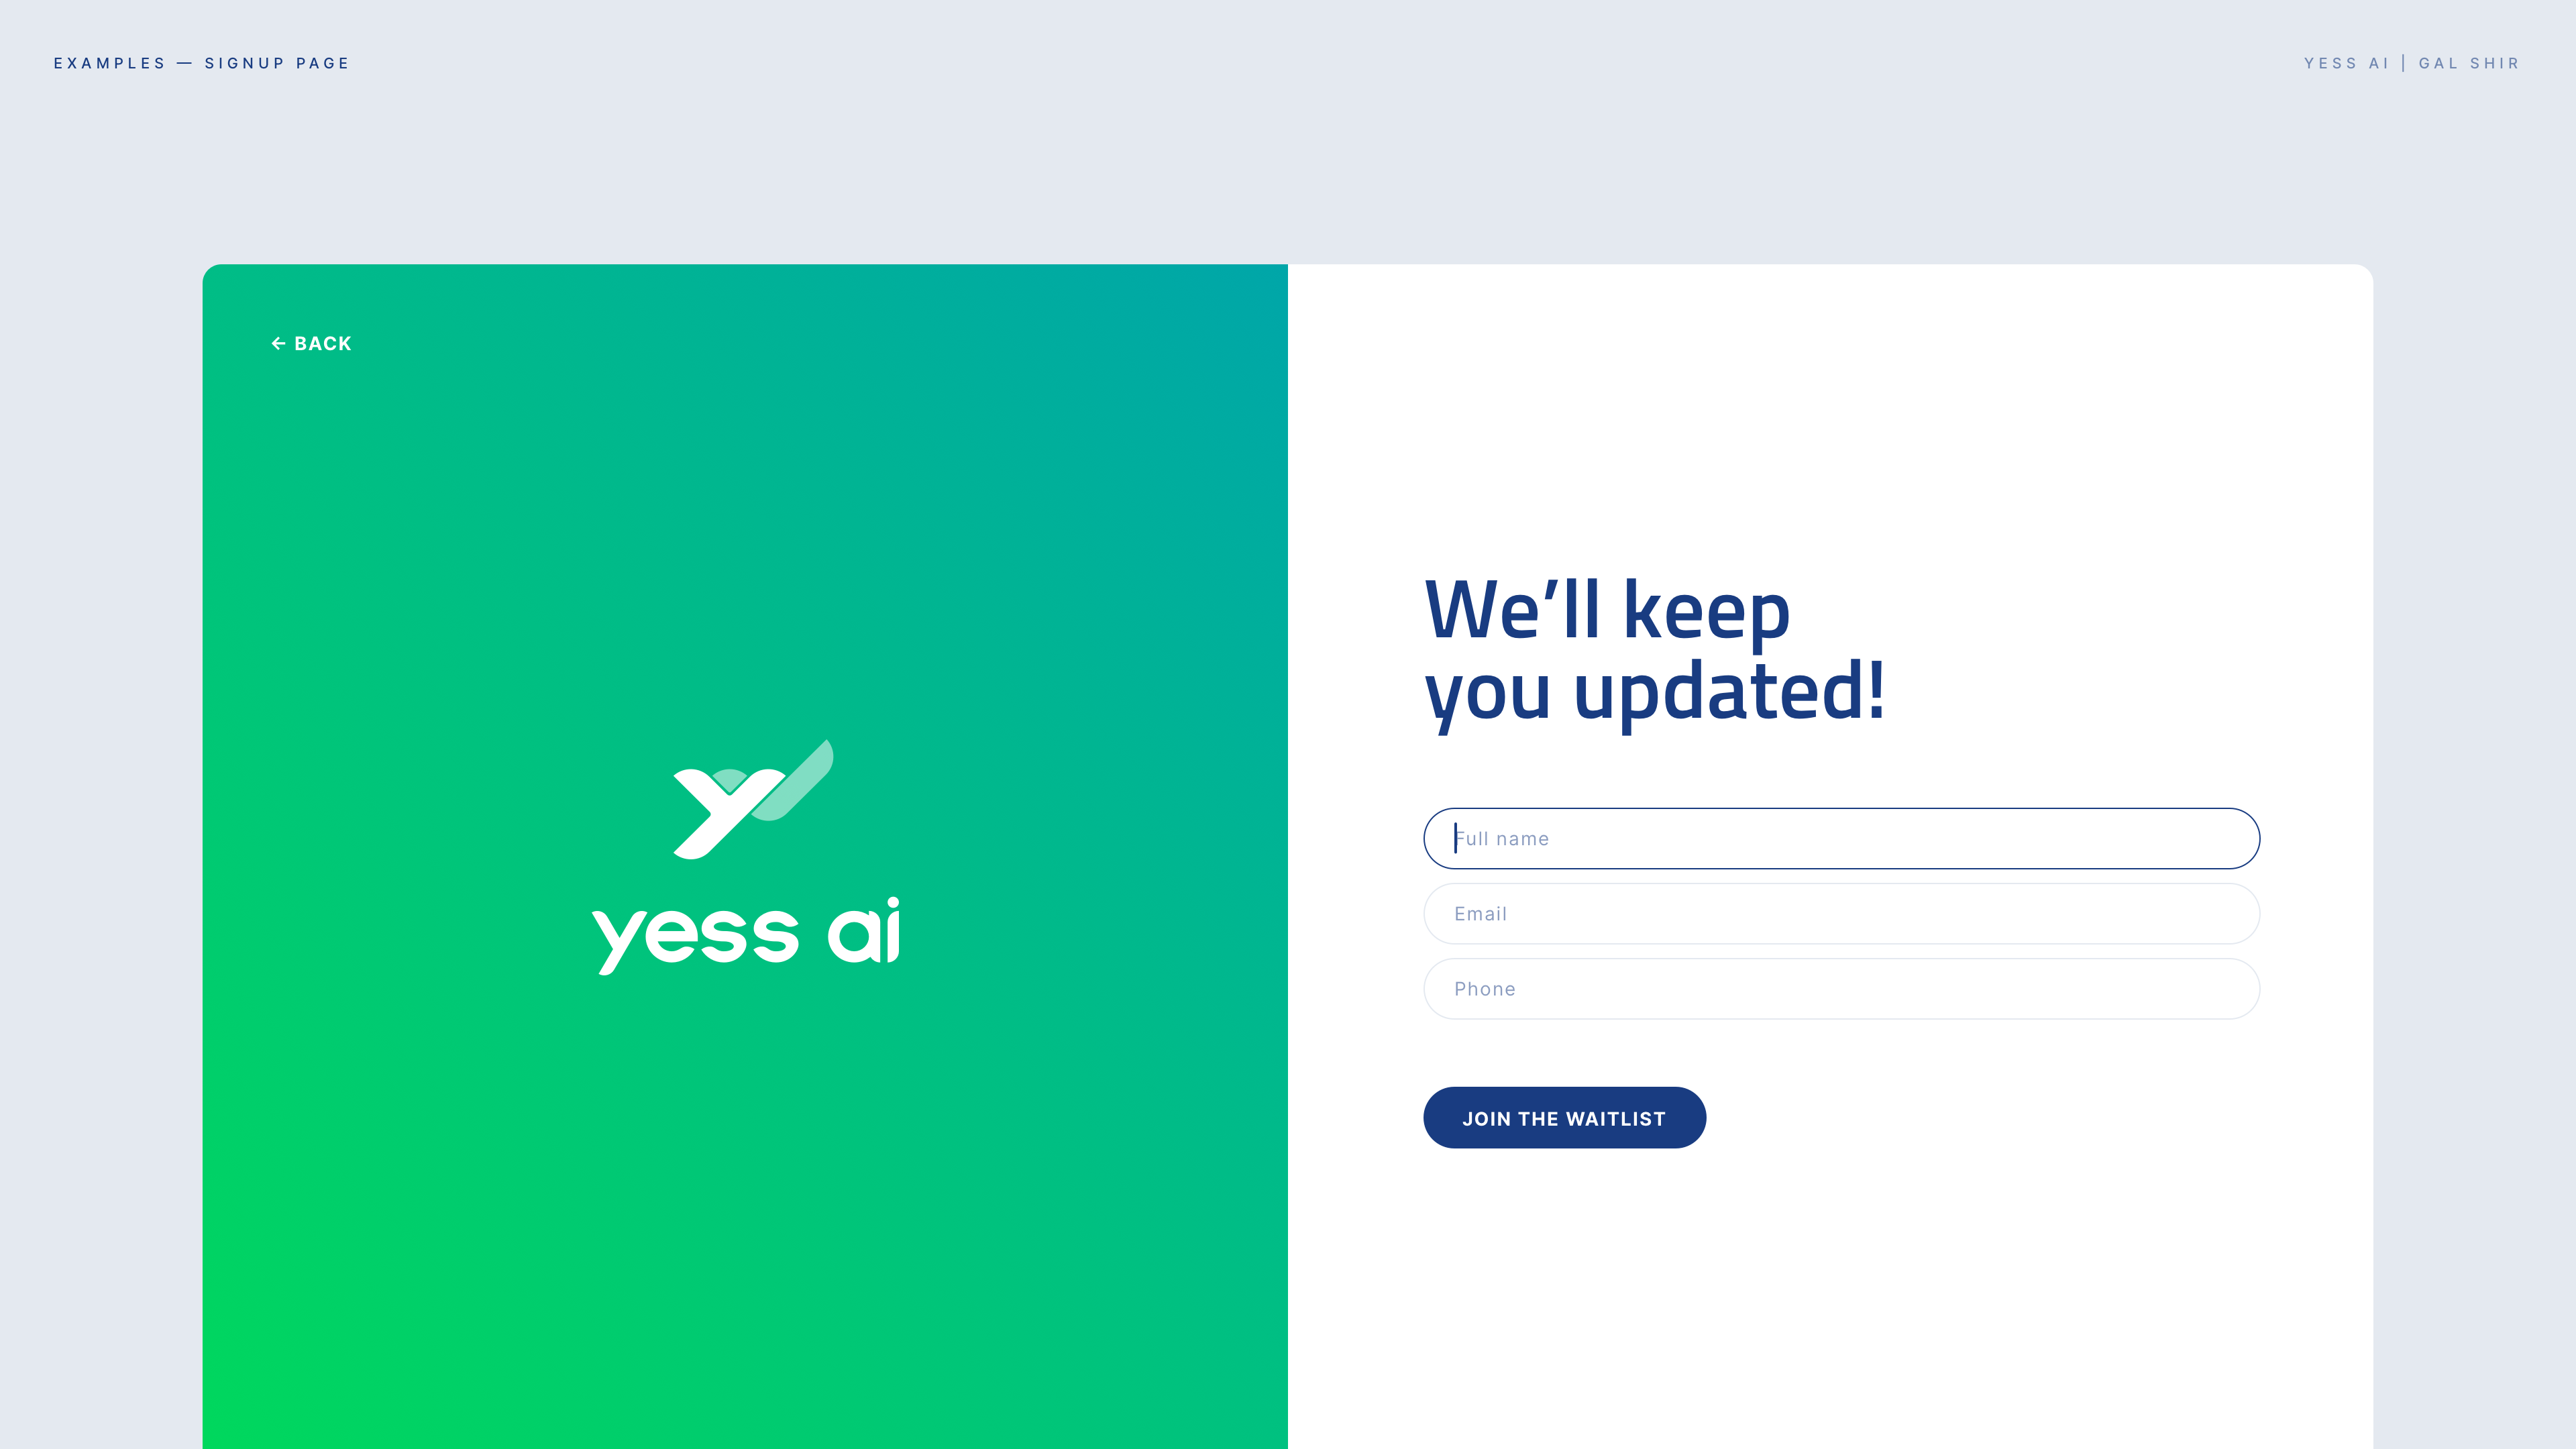 EXAMPLES — SIGNUP PAGE
YESS AI | GAL SHIR
← BACK
yess ai
We’ll keep
you updated!
Full name
Email
Phone
JOIN THE WAITLIST